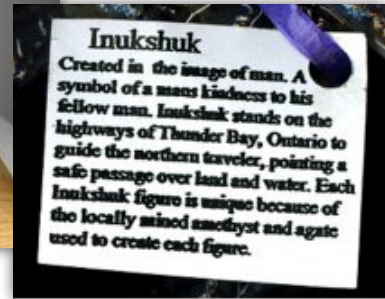 Inukshuk
Created in the image of man. A
symbol of a mans kindness to his
fellow man. Inukshuk stands on the
highways of Thunder Bay, Ontario to
guide the northern traveler, pointing a
safe passage over land and water. Each
Inukshuk figure is unique because of
the locally mined amethyst and agate
used to create each figure.